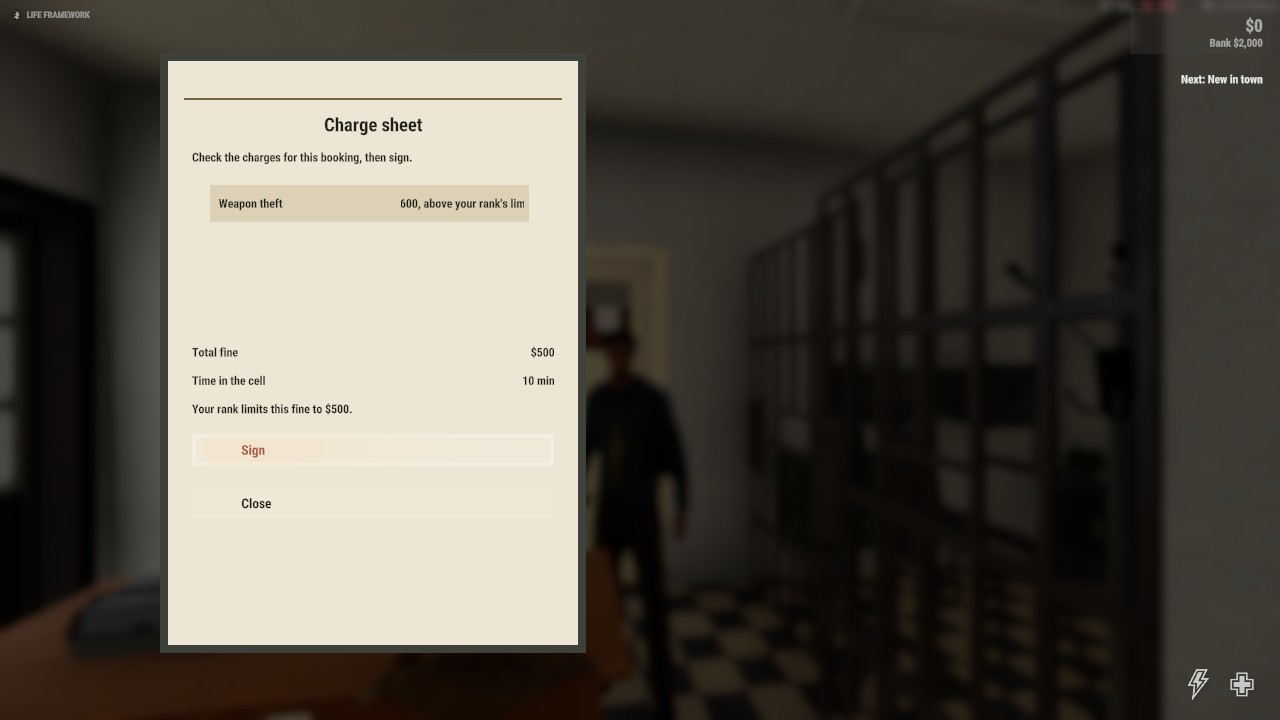 LIFE FRAMEWORK
$0
Bank $2,000
Next: New in town
Charge sheet
Check the charges for this booking, then sign.
Weapon theft 600, above your rank's lim
Total fine $500
Time in the cell 10 min
Your rank limits this fine to $500.
Sign
Close